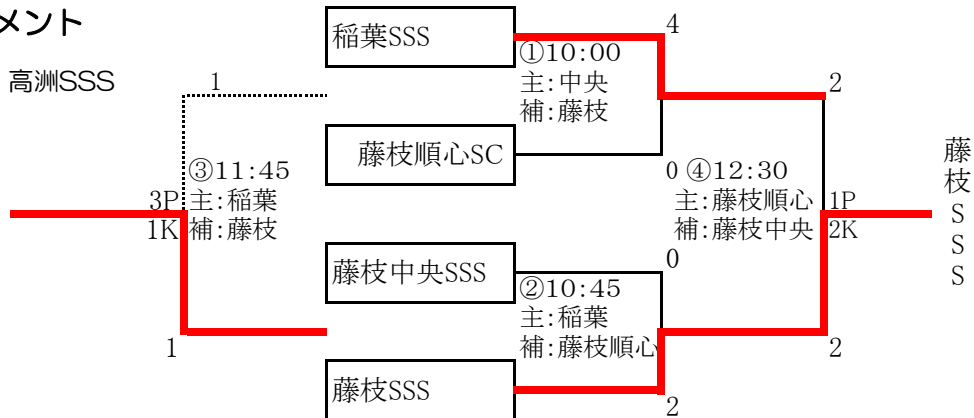 メント
稲葉SSS
4
①10:00
主:中央
補:藤枝
高洲SSS
1
2
藤枝順心SC
0
③11:45
主:稲葉
補:藤枝
3P
1K
④12:30
主:藤枝順心
補:藤枝中央
1P
2K
藤枝SSS
藤枝中央SSS
0
②10:45
主:稲葉
補:藤枝順心
1
2
藤枝SSS
2